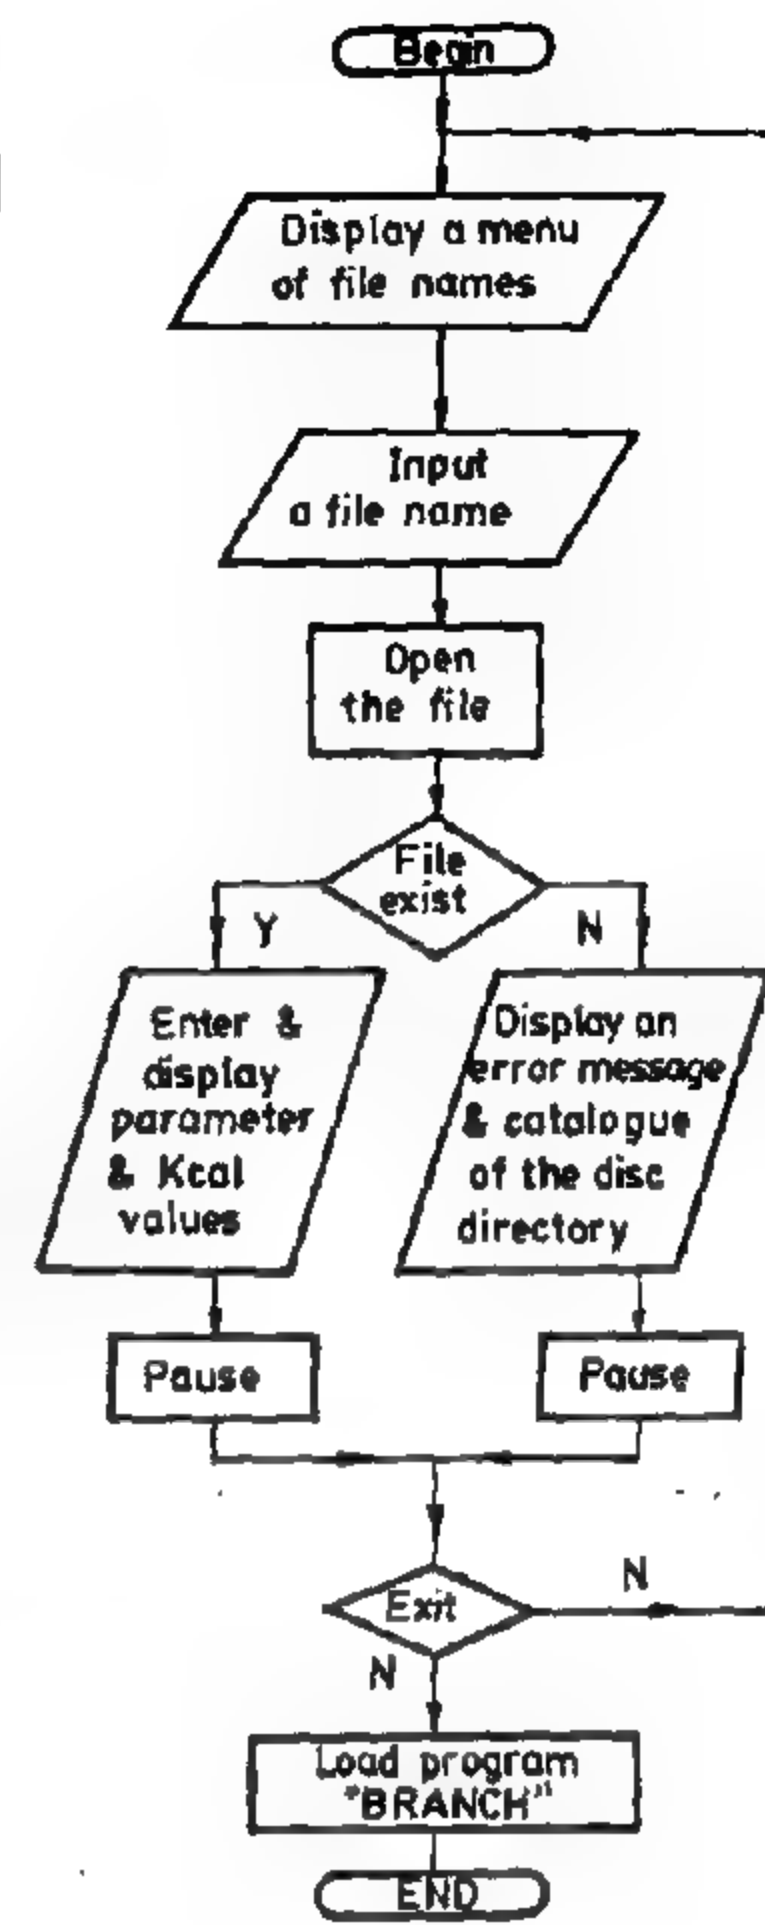 Begin
Display a menu
of file names
Input
a file name
Open
the file
File
exist
Y
N
Enter &
display
parameter
& Kcal
values
Display an
error message
& catalogue
of the disc
directory
Pause
Pause
Exit
N
N
Load program
"BRANCH"
END